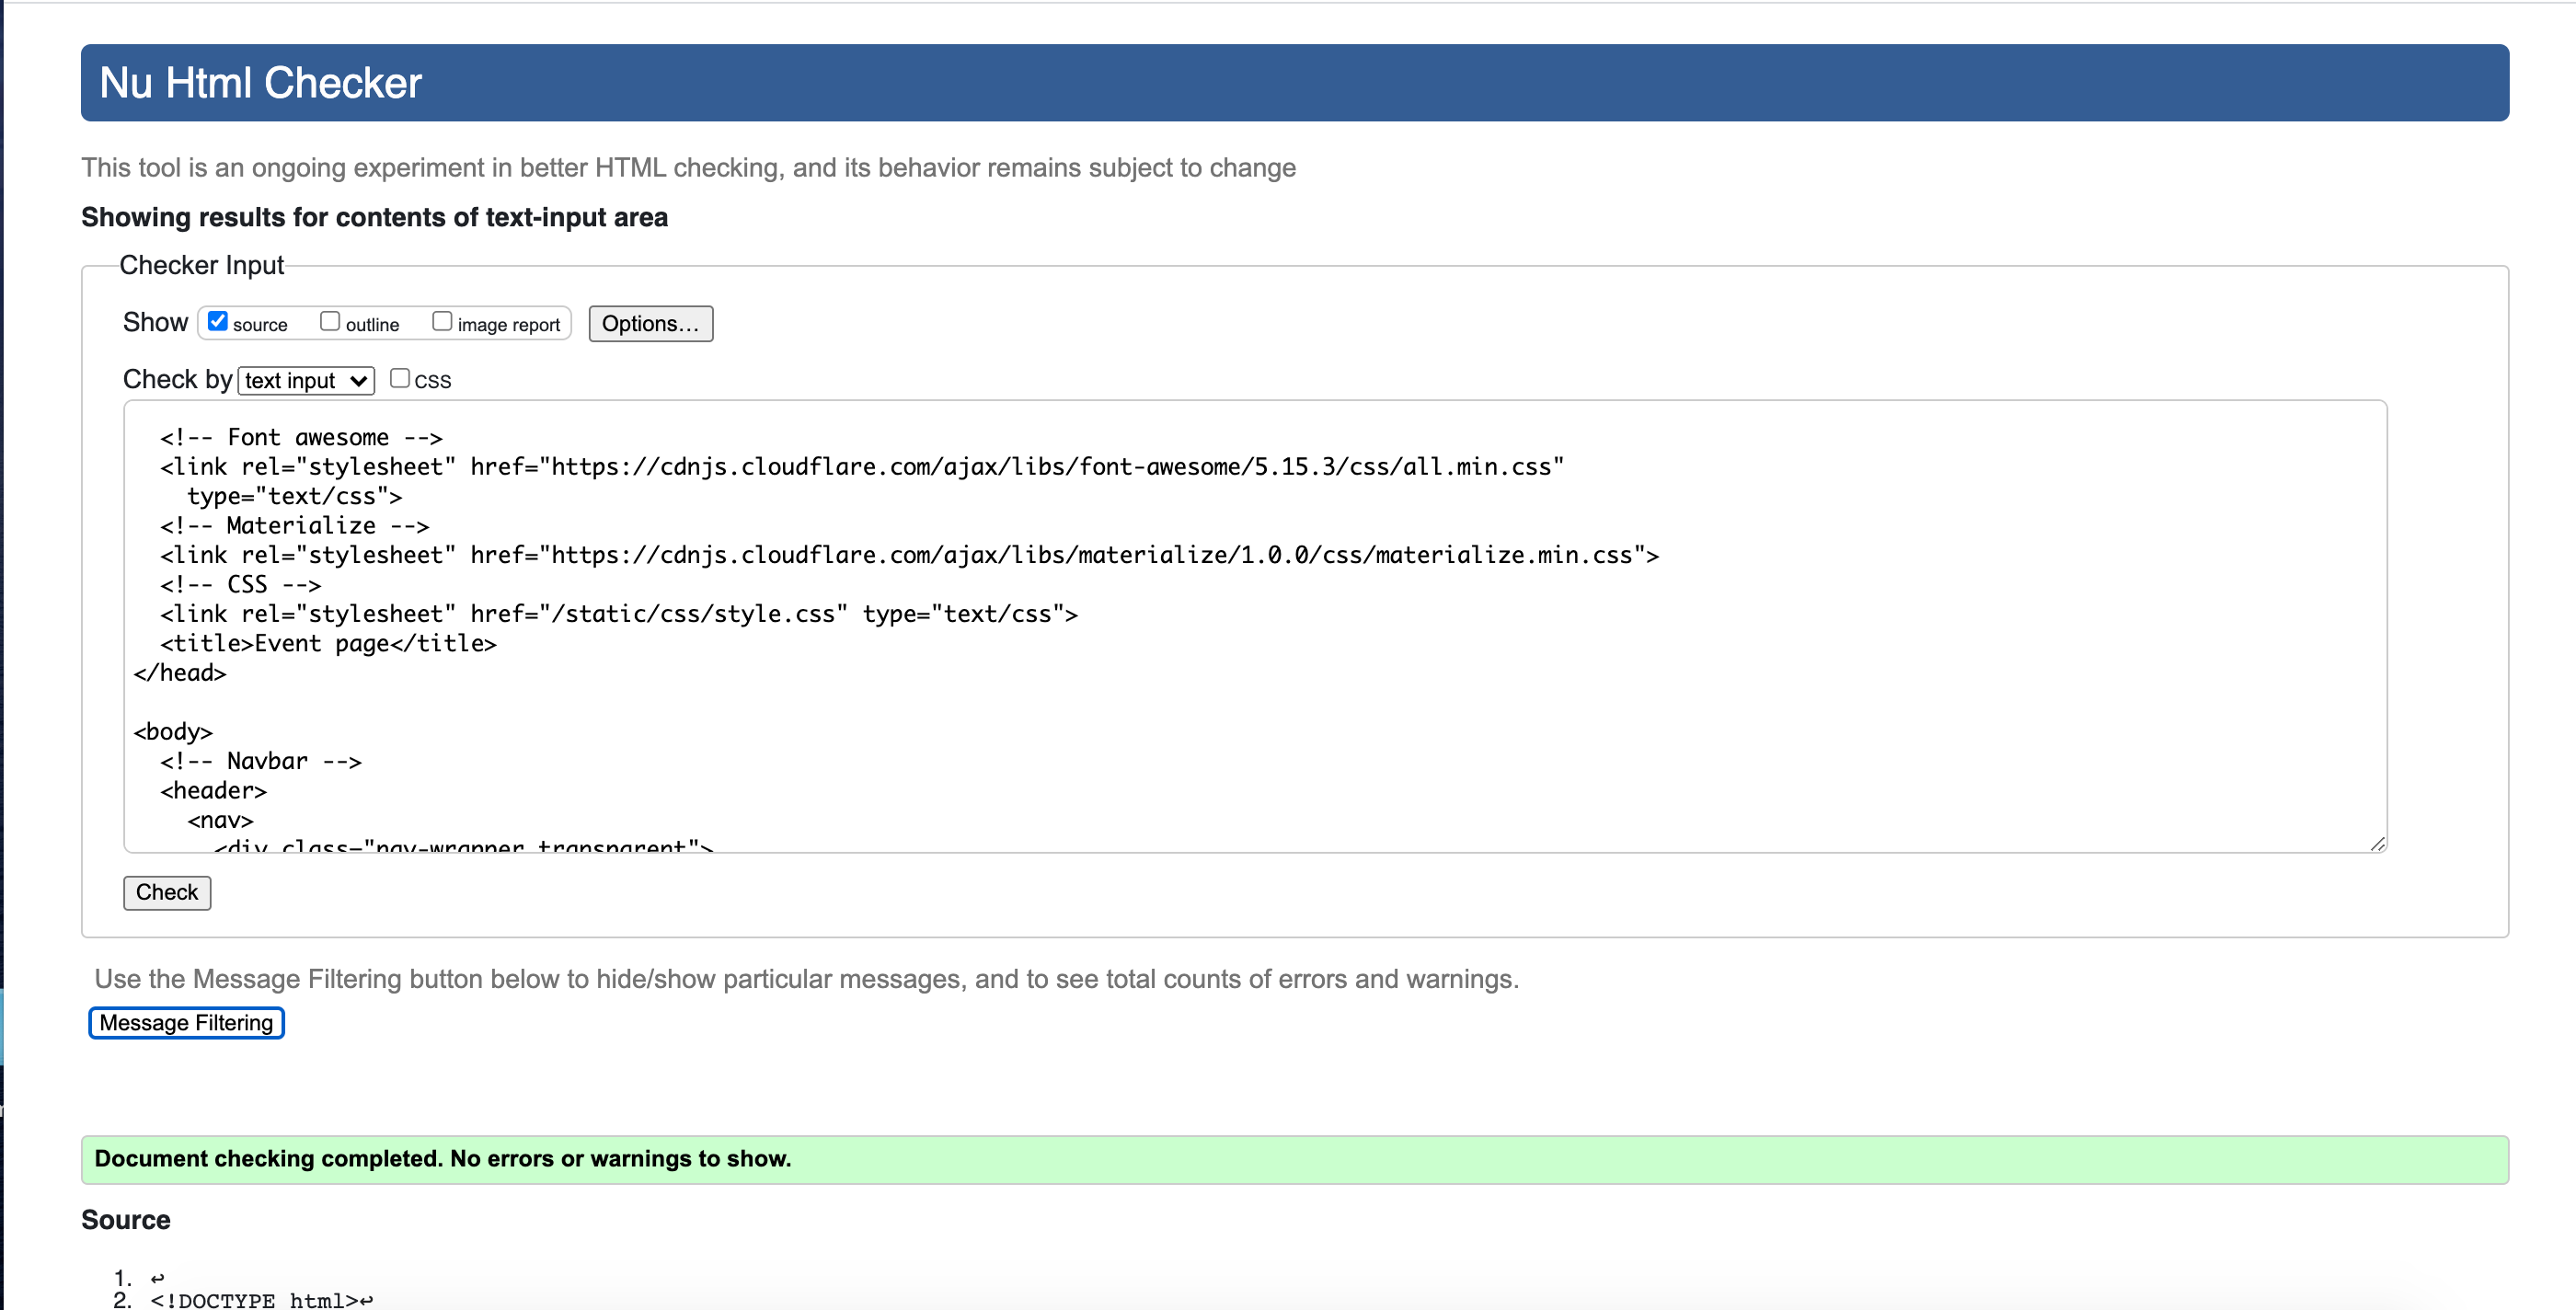 Nu Html Checker
This tool is an ongoing experiment in better HTML checking, and its behavior remains subject to change
Showing results for contents of text-input area
Checker Input
Show source outline image report Options...
Check by text input CSS
<!-- Font awesome -->
<link rel="stylesheet" href="https://cdnjs.cloudflare.com/ajax/libs/font-awesome/5.15.3/css/all.min.css"
type="text/css">
<!-- Materialize -->
<link rel="stylesheet" href="https://cdnjs.cloudflare.com/ajax/libs/materialize/1.0.0/css/materialize.min.css">
<!-- CSS -->
<link rel="stylesheet" href="/static/css/style.css" type="text/css">
<title>Event page</title>
</head>
<body>
<!-- Navbar -->
<header>
<nav>
<div class="nav-wrapper transparent">
Check
Use the Message Filtering button below to hide/show particular messages, and to see total counts of errors and warnings.
Message Filtering
Document checking completed. No errors or warnings to show.
Source
1. ↩
2. <!DOCTYPE html>↩